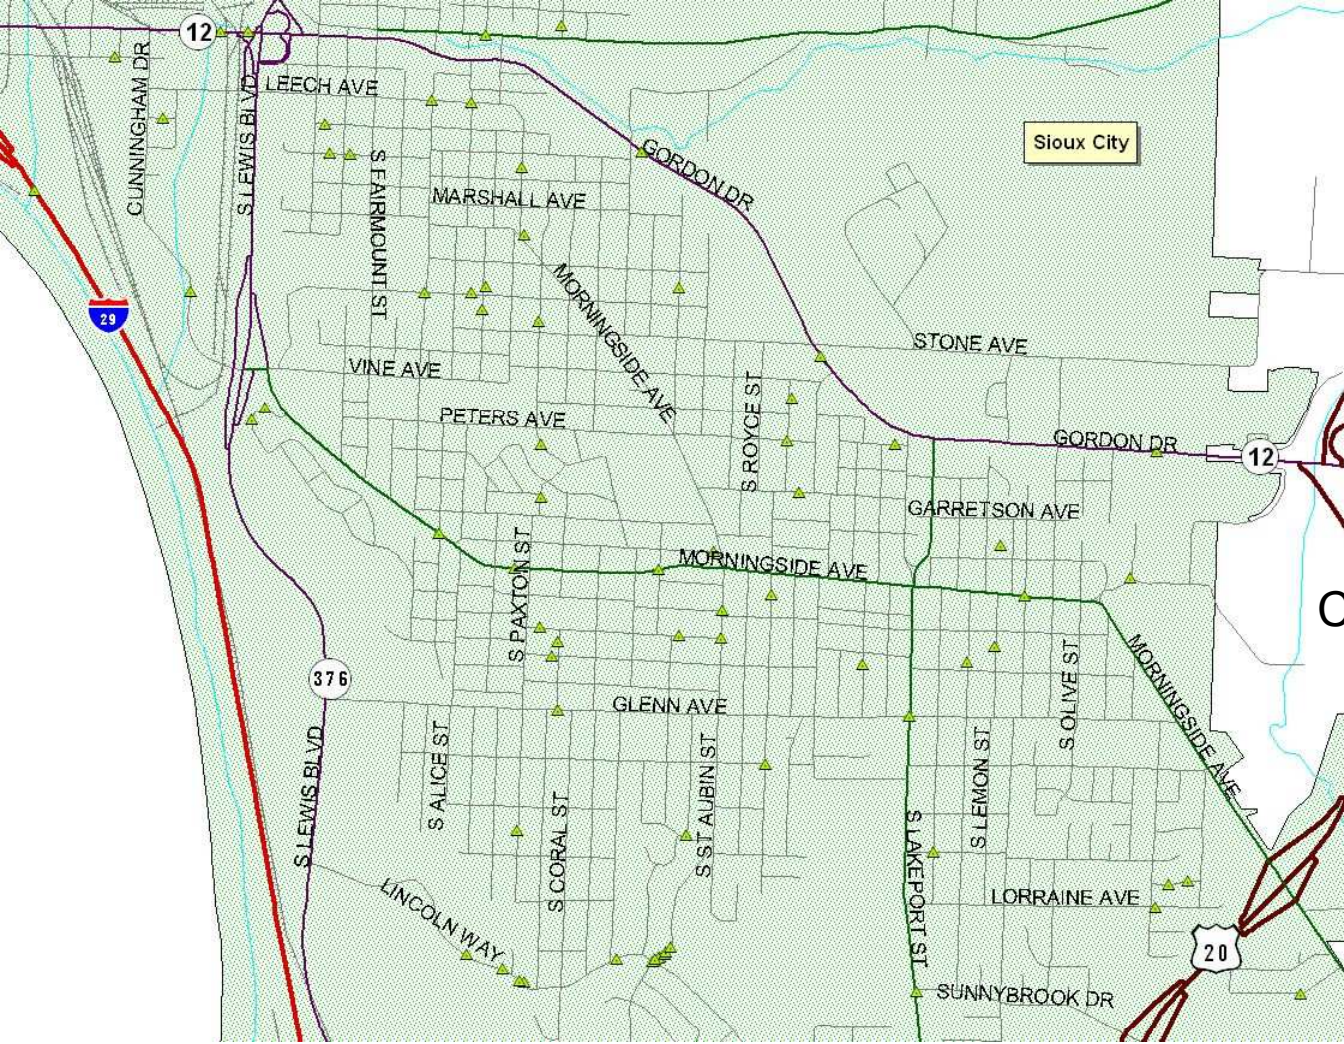 12
CUNNINGHAM DR
S LEWIS BLVD
LEECH AVE
S FAIRMOUNT ST
MARSHALL AVE
GORDON DR
Sioux City
MORNINGSIDE AVE
29
STONE AVE
VINE AVE
PETERS AVE
S ROYCE ST
GORDON DR
12
GARRETSON AVE
S PAXTON ST
MORNINGSIDE AVE
376
GLENN AVE
S OLIVE ST
MORNINGSIDE AVE
S LEWIS BLVD
S ALICE ST
S CORAL ST
S ST AUBIN ST
S LAKEPORT ST
S LEMON ST
LINCOLN WAY
LORRAINE AVE
20
SUNNYBROOK DR